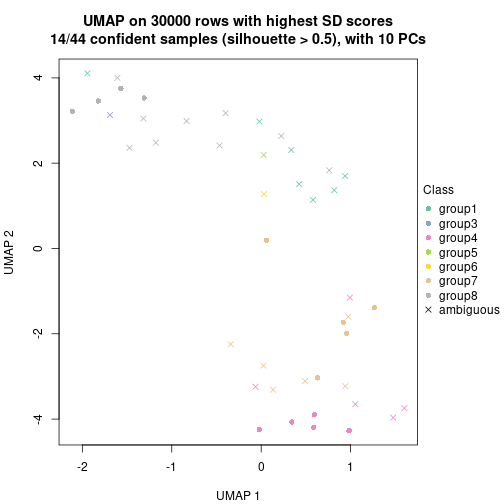 UMAP on 30000 rows with highest SD scores
14/44 confident samples (silhouette > 0.5), with 10 PCs
4
2
0
-2
-4
UMAP 2
-2
-1
0
1
UMAP 1
Class
group1
group3
group4
group5
group6
group7
group8
ambiguous